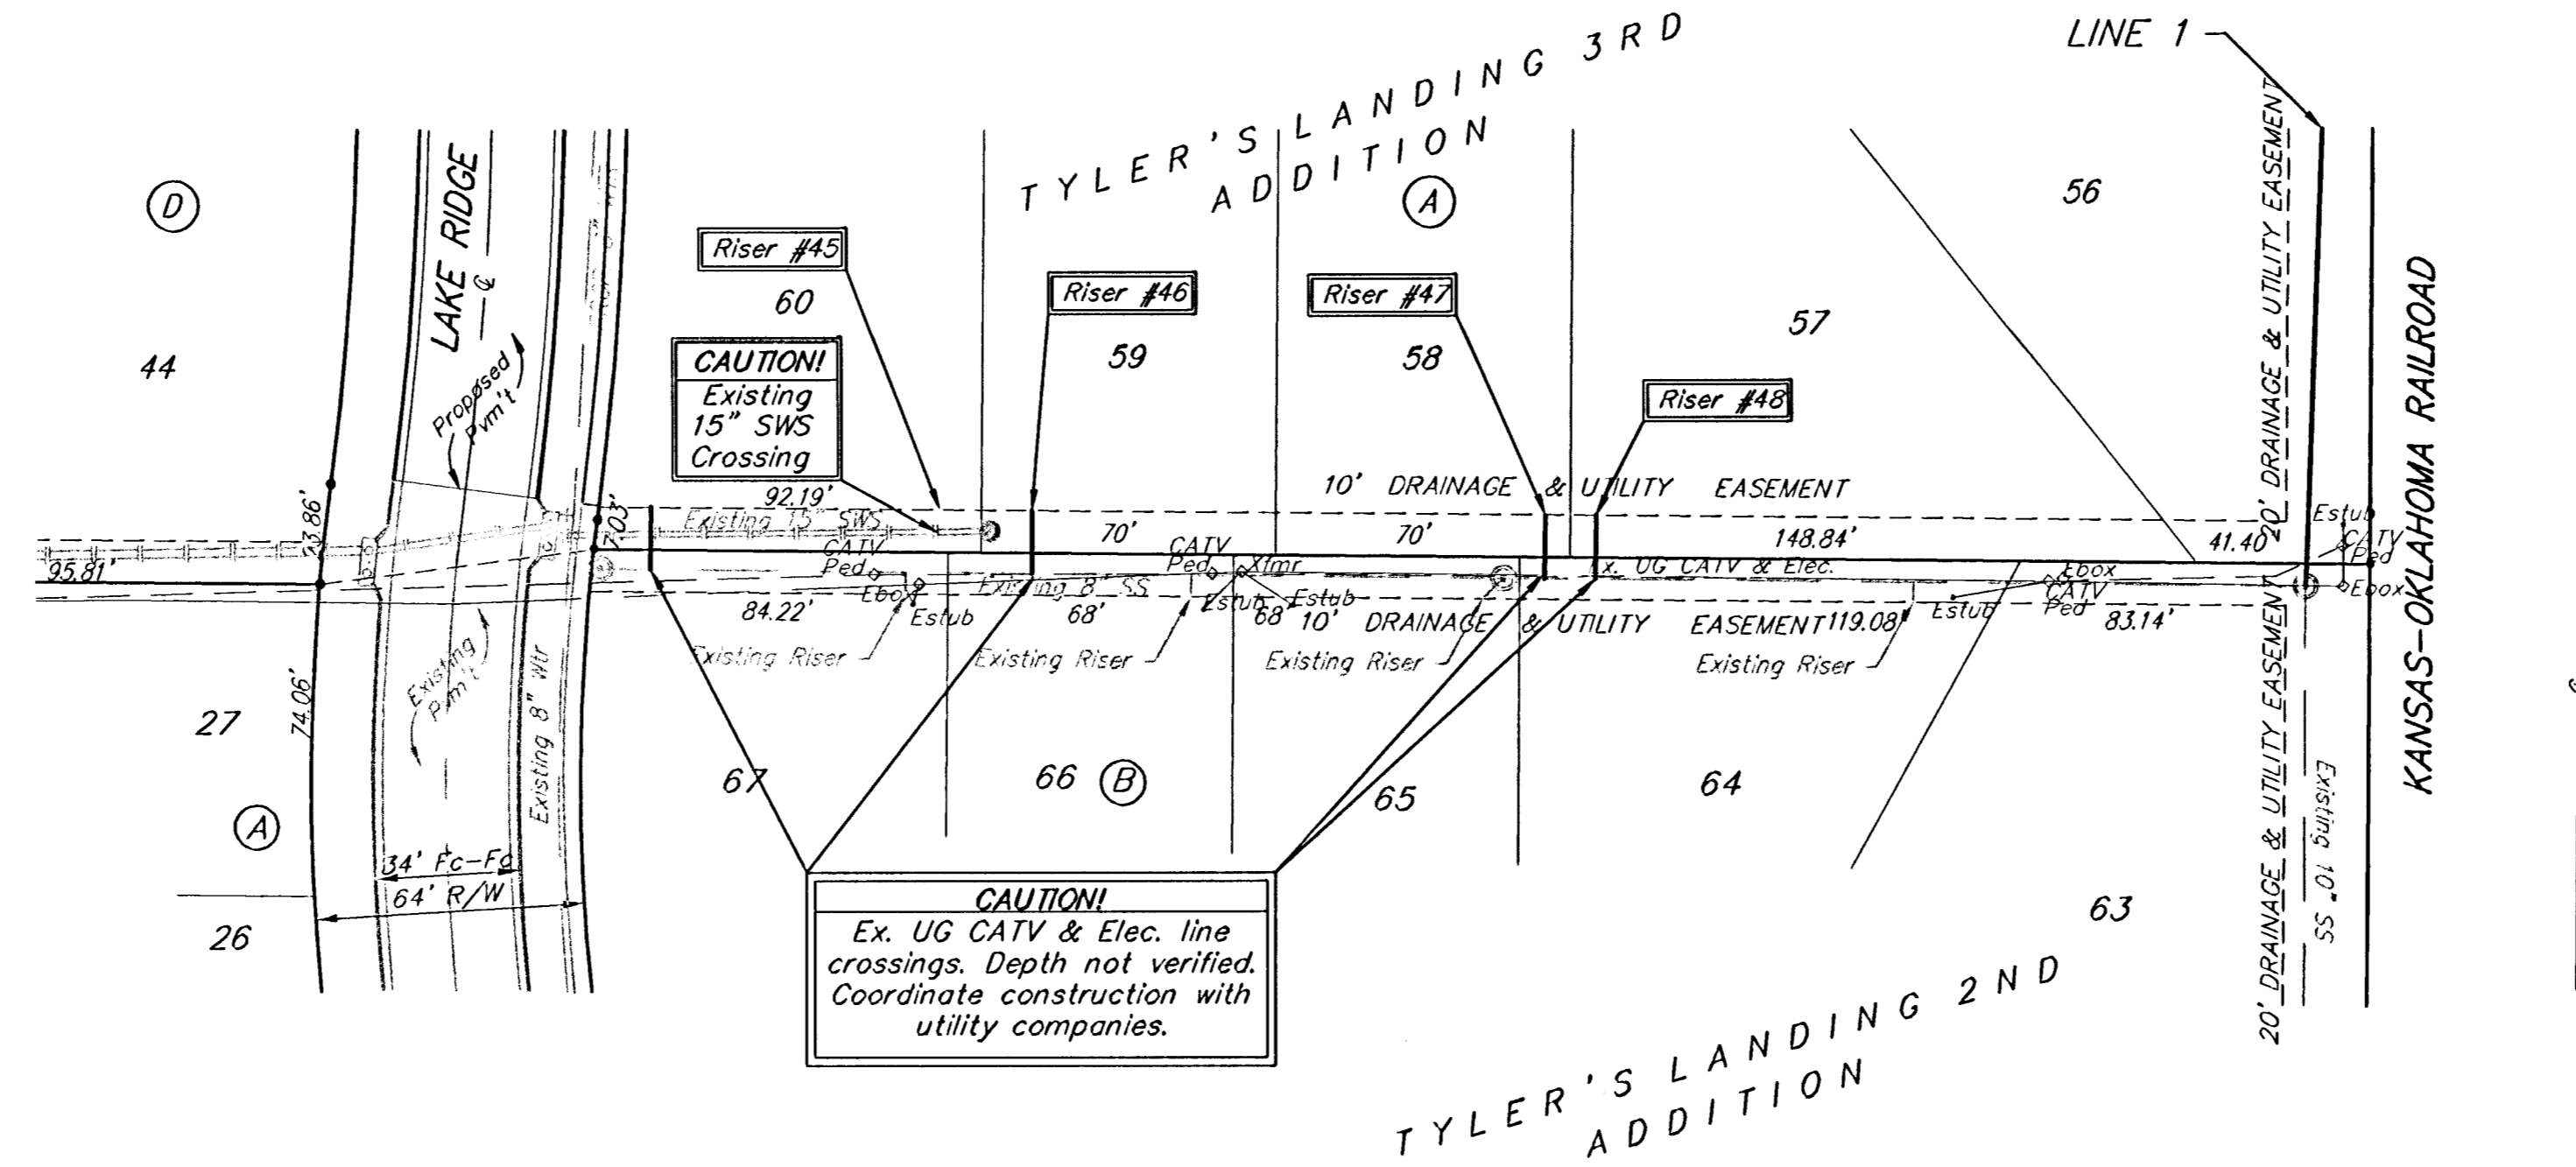 LINE 1
TYLER'S LANDING 3RD
ADDITION
D
LAKE RIDGE
℄
44
Proposed
Pvm't
Riser #45
60
CAUTION!
Existing
15" SWS
Crossing
92.19'
Riser #46
59
A
Riser #47
58
57
Riser #48
56
20' DRAINAGE & UTILITY EASEMENT
KANSAS-OKLAHOMA RAILROAD
10' DRAINAGE & UTILITY EASEMENT
7.03'
Existing 15" SWS
70'
70'
148.84'
41.40'
Estub
CATV
Ped
Ebox
95.81'
CATV
Ped
Ebox
Estub
Existing 8" SS
CATV
Ped
Xfmr
Estub
Estub
Ex. UG CATV & Elec.
Ebox
CATV
Ped
Estub
84.22'
68'
68'
10' DRAINAGE & UTILITY EASEMENT
119.08'
83.14'
Existing Riser
Existing Riser
Existing Riser
Existing Riser
74.06'
27
Existing
Pvm't
Existing 8" Wtr
67
66
B
65
64
63
A
34' Fc-Fc
64' R/W
26
20' DRAINAGE & UTILITY EASEMENT
Existing 10" SS
CAUTION!
Ex. UG CATV & Elec. line
crossings. Depth not verified.
Coordinate construction with
utility companies.
TYLER'S LANDING 2ND
ADDITION